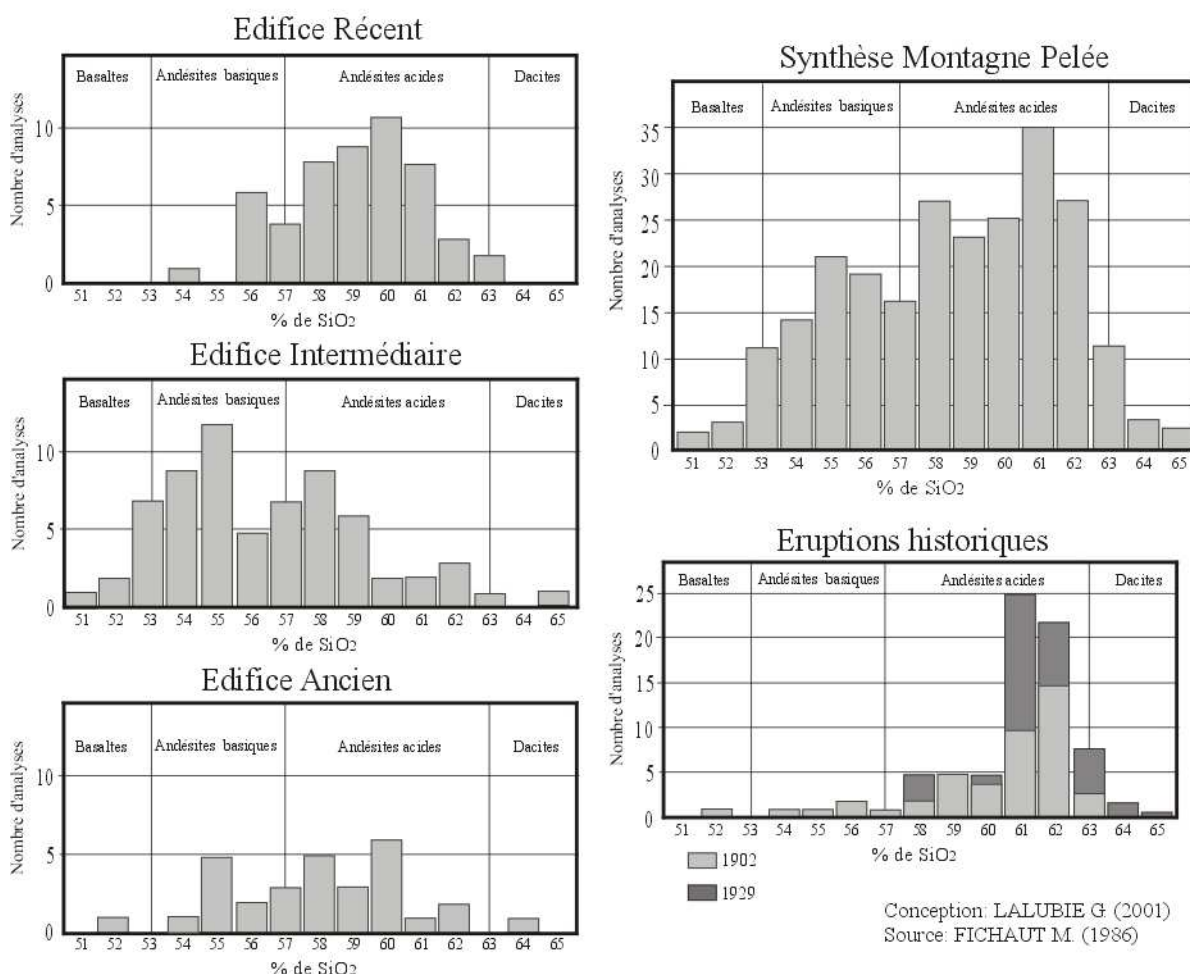 Edifice Récent
Basaltes Andésites basiques Andésites acides Dacites
Nombre d'analyses
10
5
0
51 52 53 54 55 56 57 58 59 60 61 62 63 64 65
% de SiO2
Edifice Intermédiaire
Basaltes Andésites basiques Andésites acides Dacites
Nombre d'analyses
10
5
0
51 52 53 54 55 56 57 58 59 60 61 62 63 64 65
% de SiO2
Edifice Ancien
Basaltes Andésites basiques Andésites acides Dacites
Nombre d'analyses
10
5
0
51 52 53 54 55 56 57 58 59 60 61 62 63 64 65
% de SiO2
Synthèse Montagne Pelée
Basaltes Andésites basiques Andésites acides Dacites
Nombre d'analyses
35
30
25
20
15
10
5
0
51 52 53 54 55 56 57 58 59 60 61 62 63 64 65
% de SiO2
Eruptions historiques
Basaltes Andésites basiques Andésites acides Dacites
Nombre d'analyses
25
20
15
10
5
0
51 52 53 54 55 56 57 58 59 60 61 62 63 64 65
% de SiO2
1902
1929
Conception: LALUBIE G. (2001)
Source: FICHAUT M. (1986)